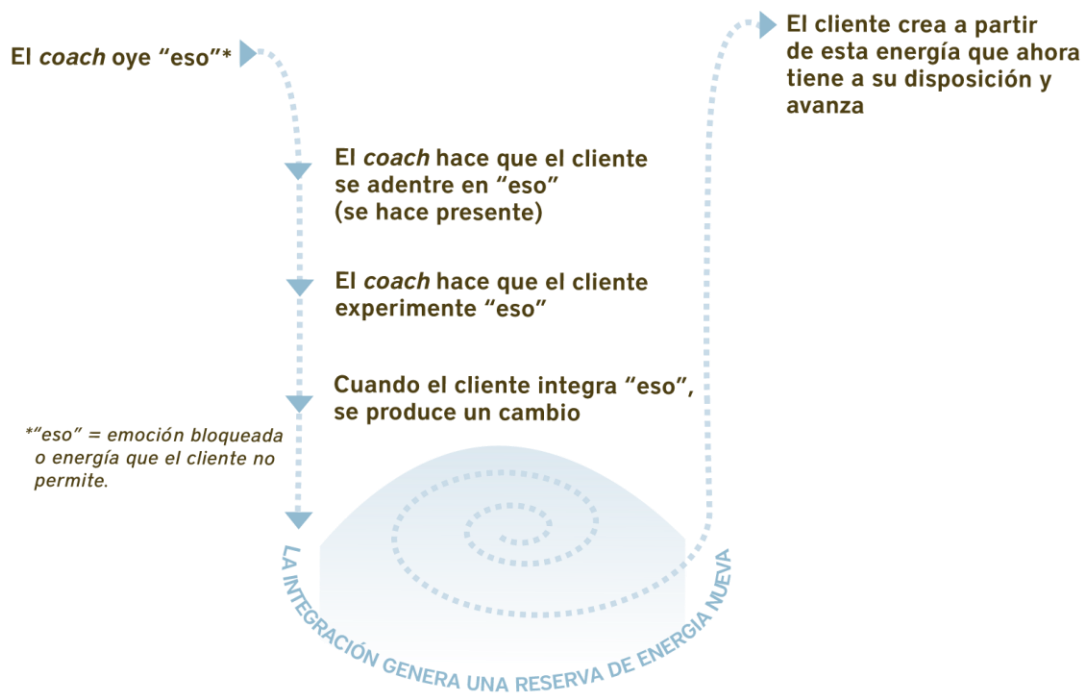 El coach oye “eso”*
El coach hace que el cliente
se adentre en “eso”
(se hace presente)
El coach hace que el cliente
experimente “eso”
Cuando el cliente integra “eso”,
se produce un cambio
*“eso” = emoción bloqueada
o energía que el cliente no
permite.
LA INTEGRACIÓN GENERA UNA RESERVA DE ENERGIA NUEVA
El cliente crea a partir
de esta energía que ahora
tiene a su disposición y
avanza